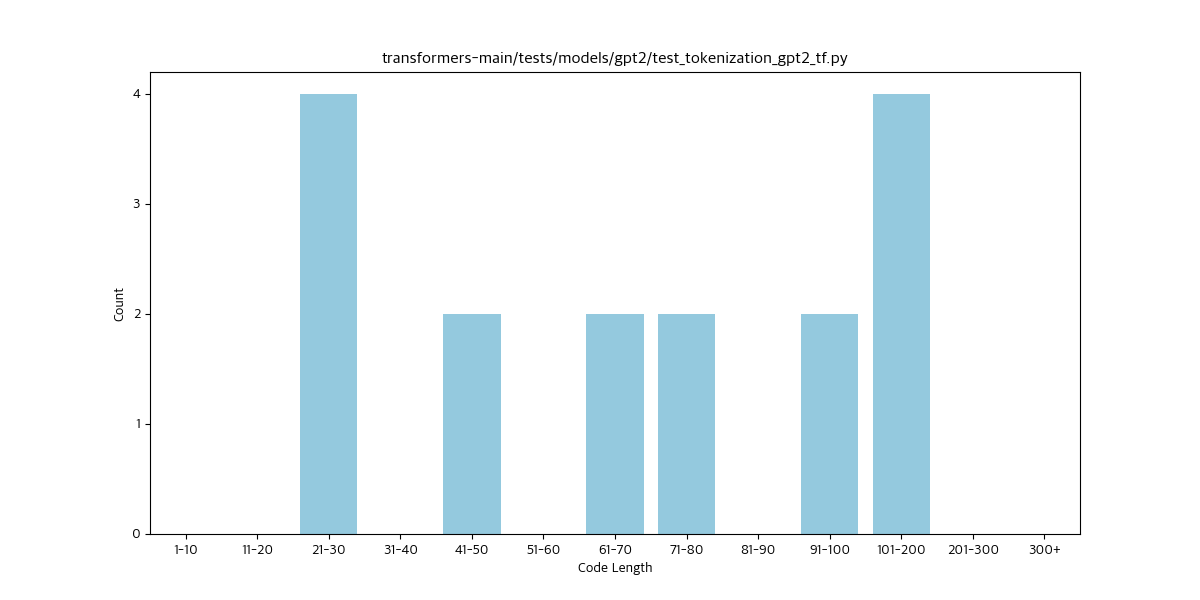 transformers-main/tests/models/gpt2/test_tokenization_gpt2_tf.py
4
3
2
1
0
Count
1-10 11-20 21-30 31-40 41-50 51-60 61-70 71-80 81-90 91-100 101-200 201-300 300+
Code Length